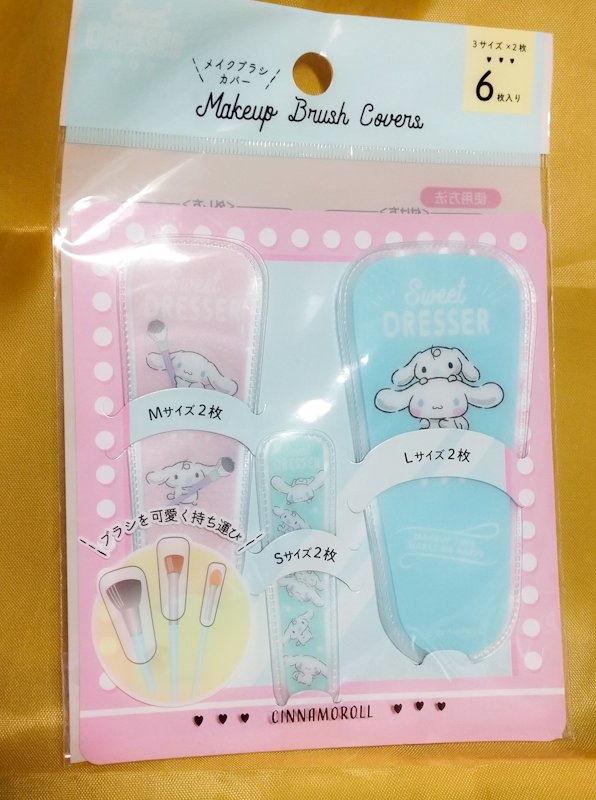 3サイズ×2枚
6枚入り
メイクブラシ
カバー
Makeup Brush Covers
使用方法
Sweet
DRESSER
Sweet
DRESSER
Mサイズ2枚
Lサイズ2枚
DRESSER
Sサイズ2枚
ブラシを可愛く持ち運び
CINNAMOROLL